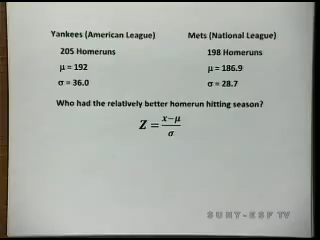 Yankees (American League) Mets (National League)
205 Homeruns 198 Homeruns
μ = 192 μ = 186.9
σ = 36.0 σ = 28.7
Who had the relatively better homerun hitting season?
Z = x−μ / σ
SUNY-ESF TV